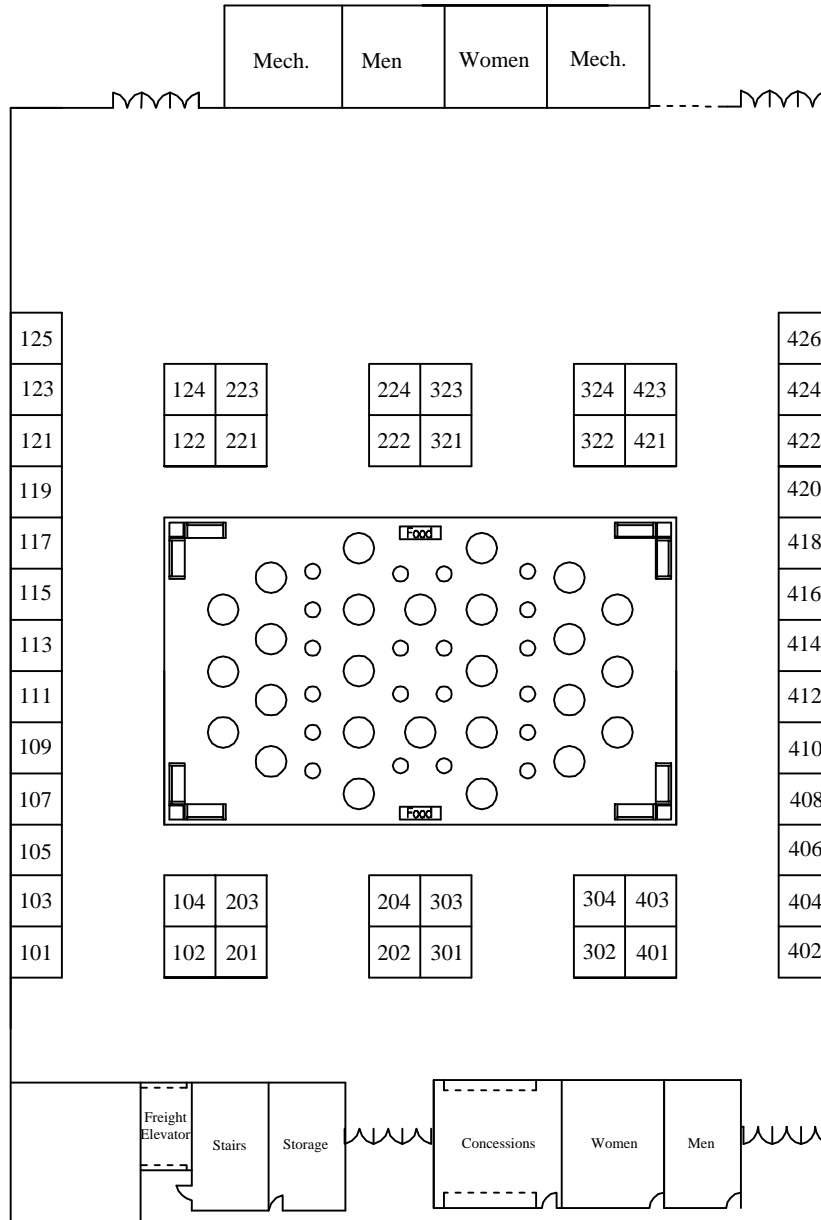 Mech. Men Women Mech.
125 426
124 223 224 323 324 423
123 424
122 221 222 321 322 421
121 422
119 420
117 Food 418
115 416
113 414
111 412
109 410
107 Food 408
105 406
103 104 203 204 303 304 403 404
101 102 201 202 301 302 401 402
Freight
Elevator
Stairs
Storage
Concessions
Women
Men